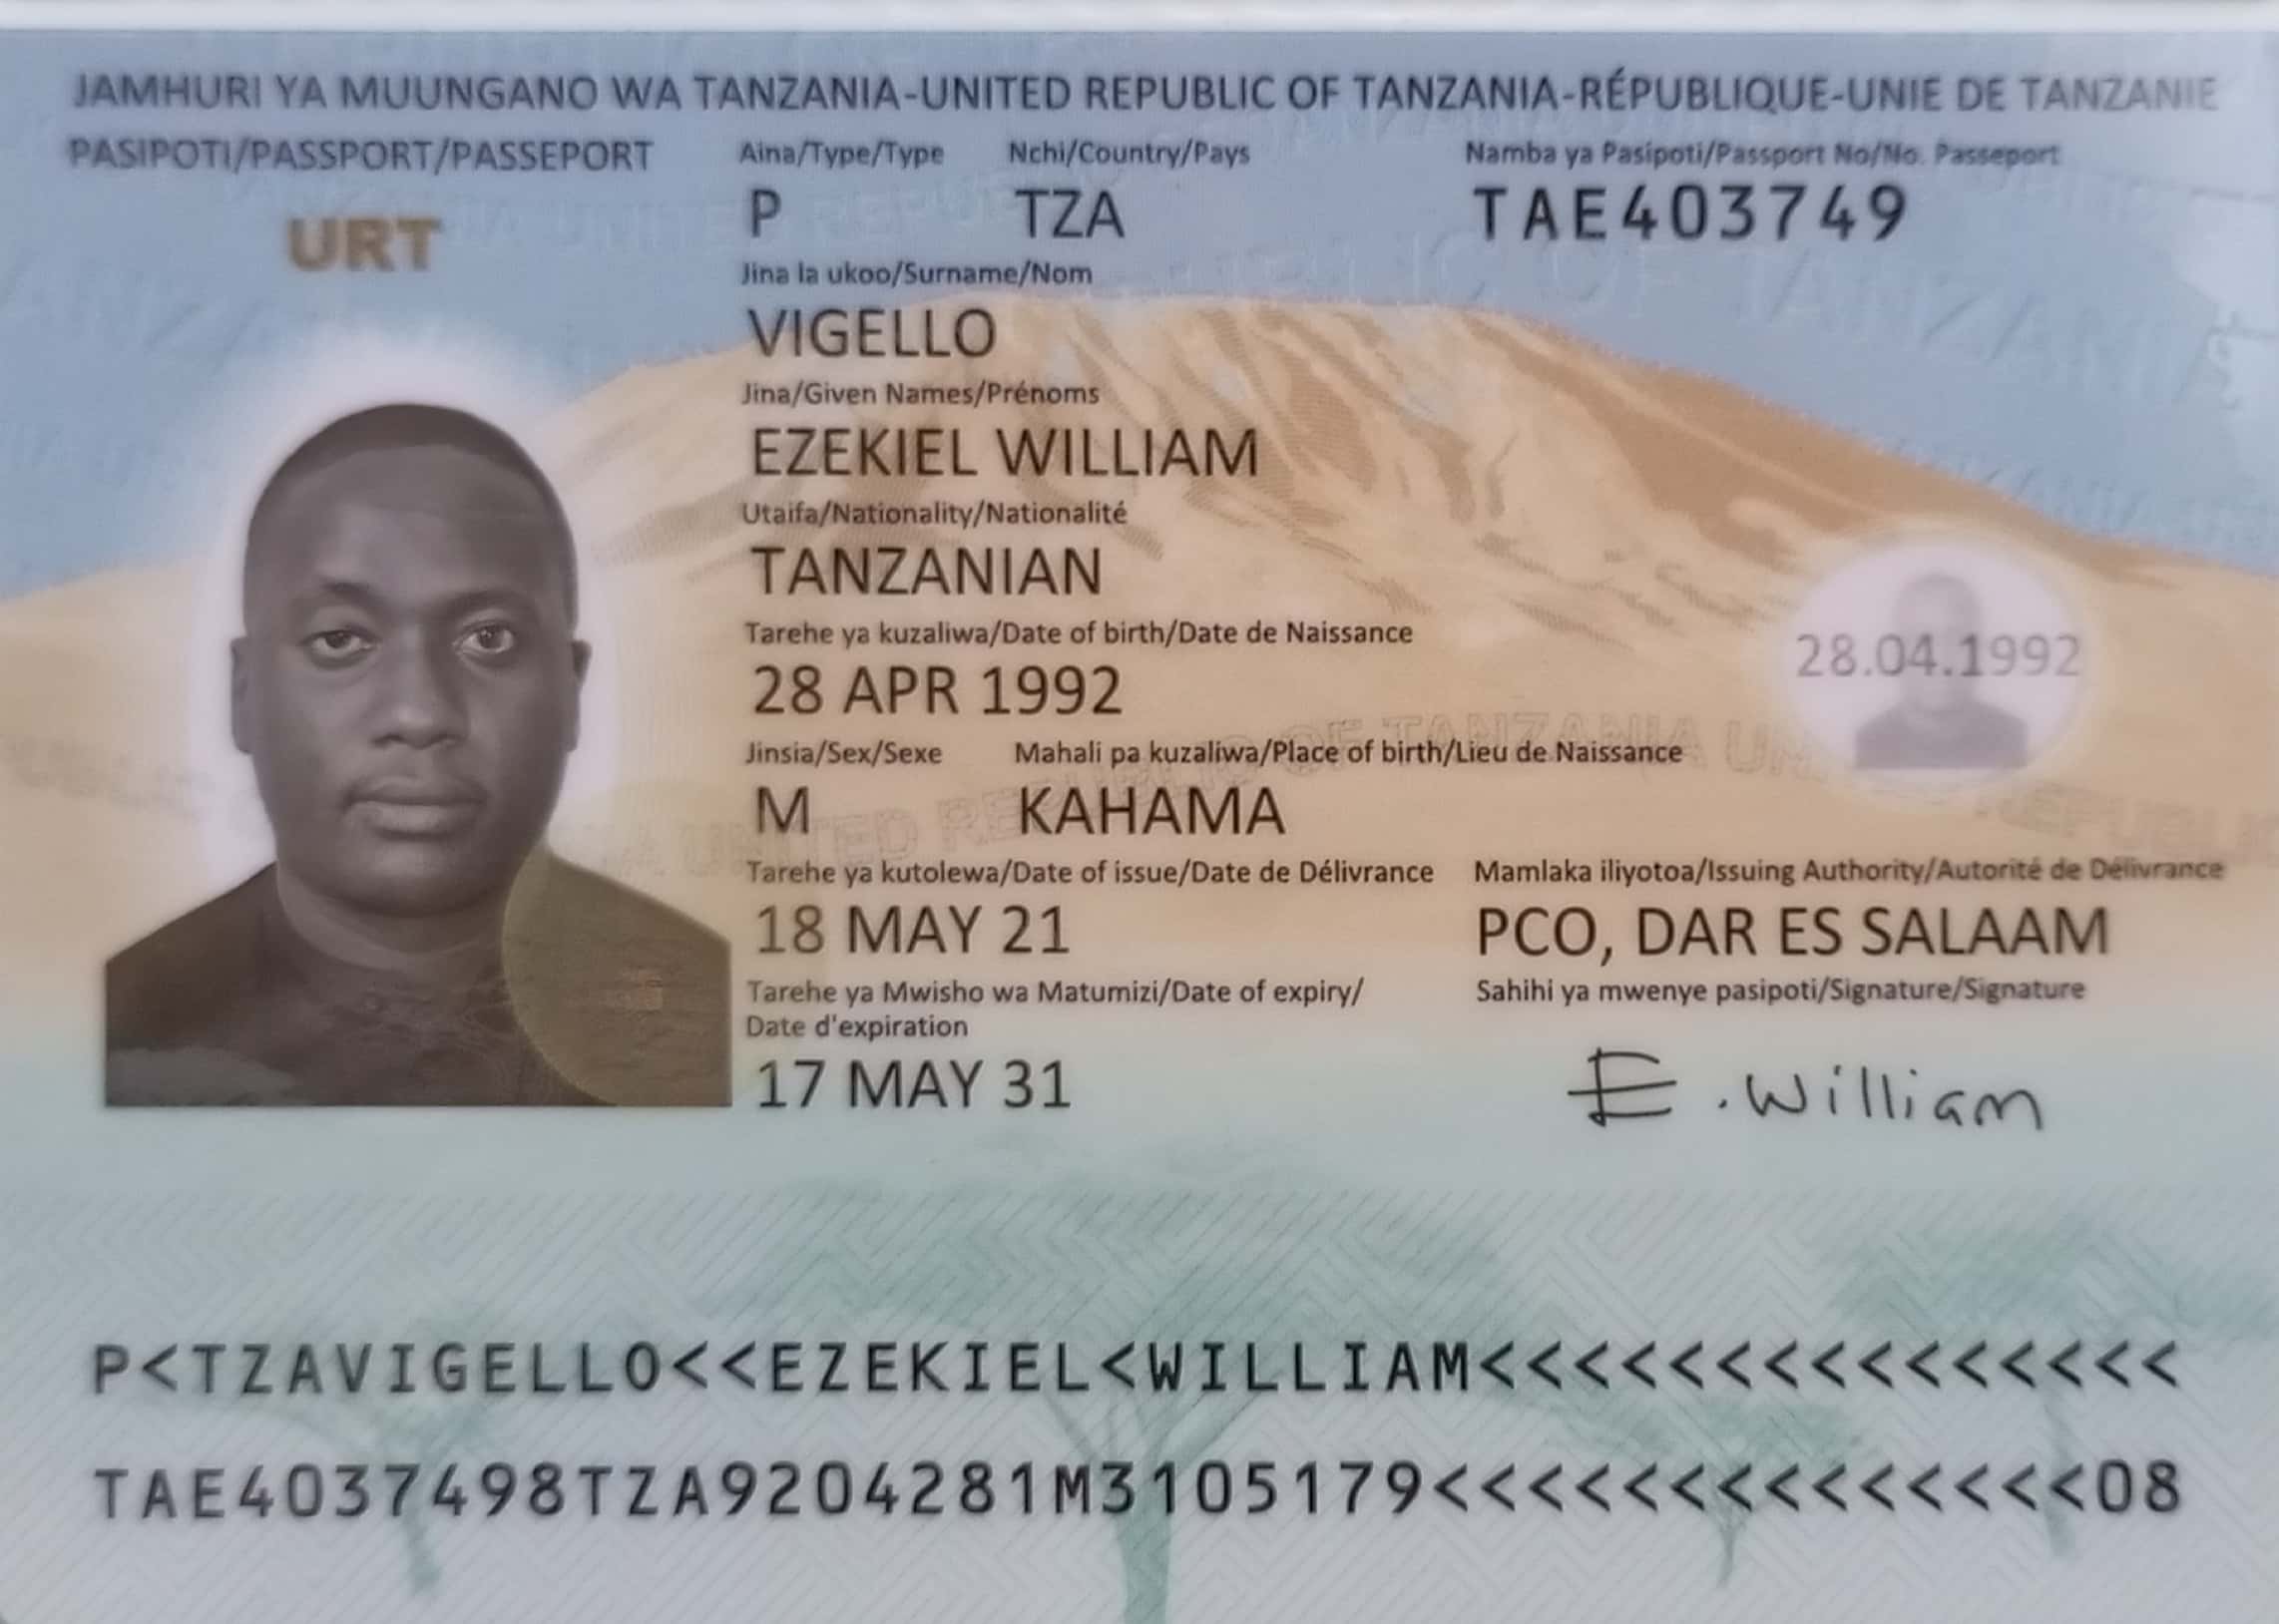 JAMHURI YA MUUNGANO WA TANZANIA-UNITED REPUBLIC OF TANZANIA-RÉPUBLIQUE-UNIE DE TANZANIE
PASIPOTI/PASSPORT/PASSEPORT Aina/Type/Type Nchi/Country/Pays Namba ya Pasipoti/Passport No/No. Passeport
URT P TZA TAE403749
Jina la ukoo/Surname/Nom
VIGELLO
Jina/Given Names/Prénoms
EZEKIEL WILLIAM
Utaifa/Nationality/Nationalité
TANZANIAN
Tarehe ya kuzaliwa/Date of birth/Date de Naissance
28 APR 1992 28.04.1992
Jinsia/Sex/Sexe Mahali pa kuzaliwa/Place of birth/Lieu de Naissance
M KAHAMA
Tarehe ya kutolewa/Date of issue/Date de Délivrance Mamlaka iliyotoa/Issuing Authority/Autorité de Délivrance
18 MAY 21 PCO, DAR ES SALAAM
Tarehe ya Mwisho wa Matumizi/Date of expiry/ Sahihi ya mwenye pasipoti/Signature/Signature
Date d'expiration
17 MAY 31 E. William
P<TZAVIGELLO<<EZEKIEL<WILLIAM<<<<<<<<<<<<<<<
TAE4037498TZA9204281M3105179<<<<<<<<<<<<<<08